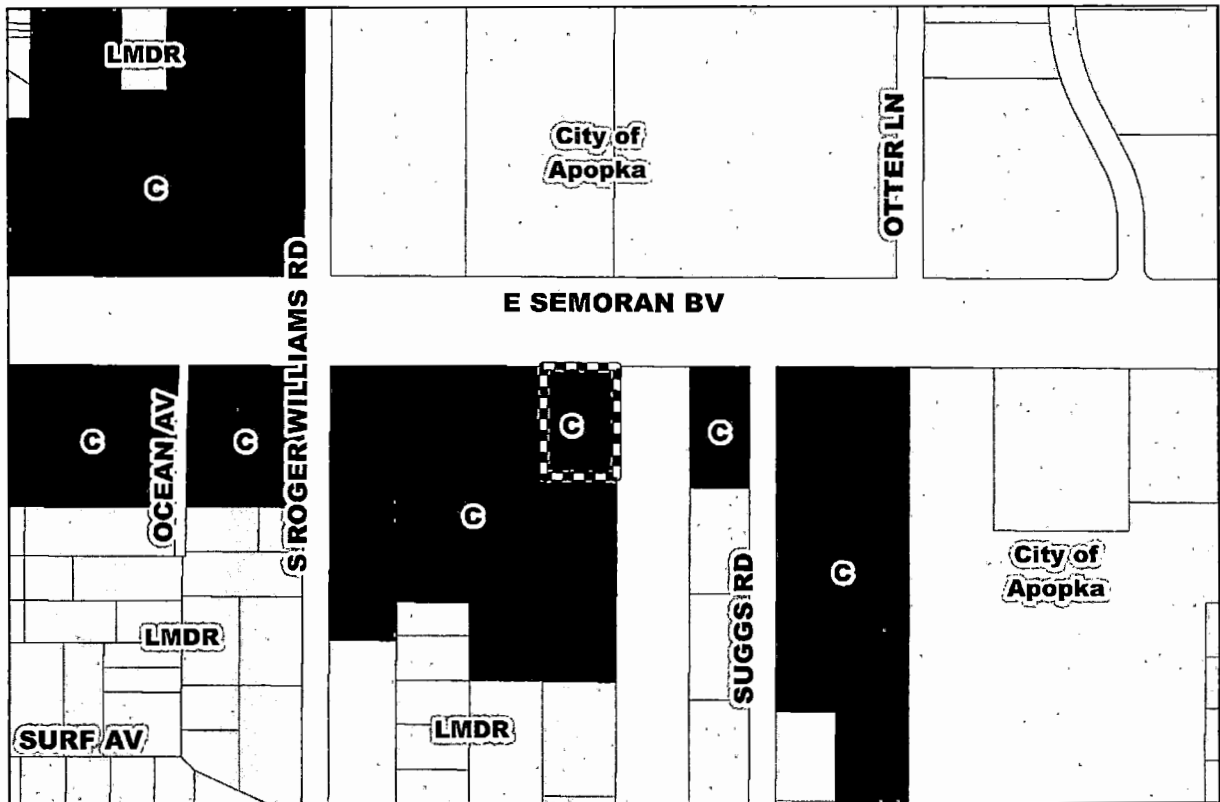 LMDR
City of
Apopka
OTTER LN
C
S ROGER WILLIAMS RD
E SEMORAN BV
C
OCEAN AV
C
C
C
C
SUGGS RD
C
City of
Apopka
LMDR
LMDR
SURF AV